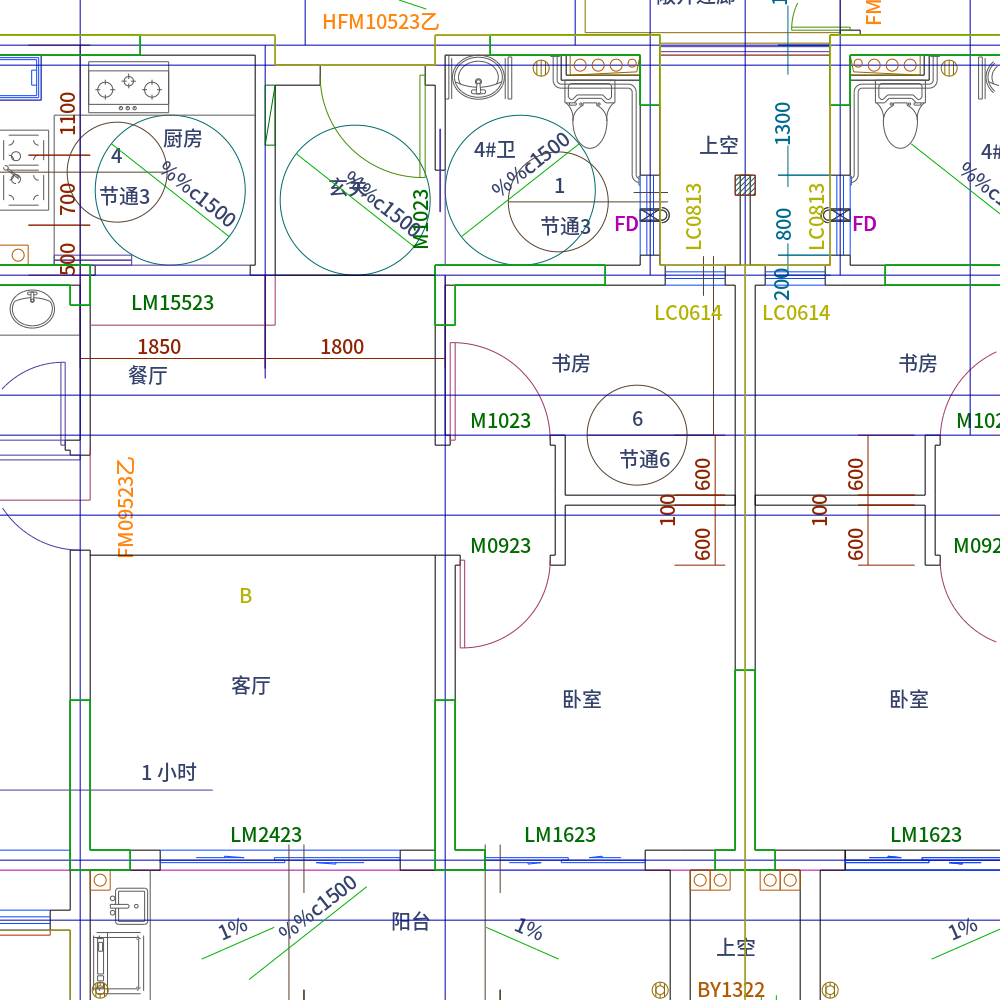 HFM10523乙
FM
1100
厨房
4
节通3
%%c1500
700
500
玄关
%%c1500
M1023
4#卫
%%c1500
1
节通3
FD
上空
LC0813
1300
800
200
LC0813
FD
4#
LM15523
LC0614
LC0614
1850
1800
餐厅
书房
书房
M1023
6
节通6
600
100
600
600
100
600
FM09523乙
M0923
B
客厅
卧室
卧室
1 小时
LM2423
LM1623
LM1623
1%
%%c1500
阳台
1%
上空
1%
BY1322